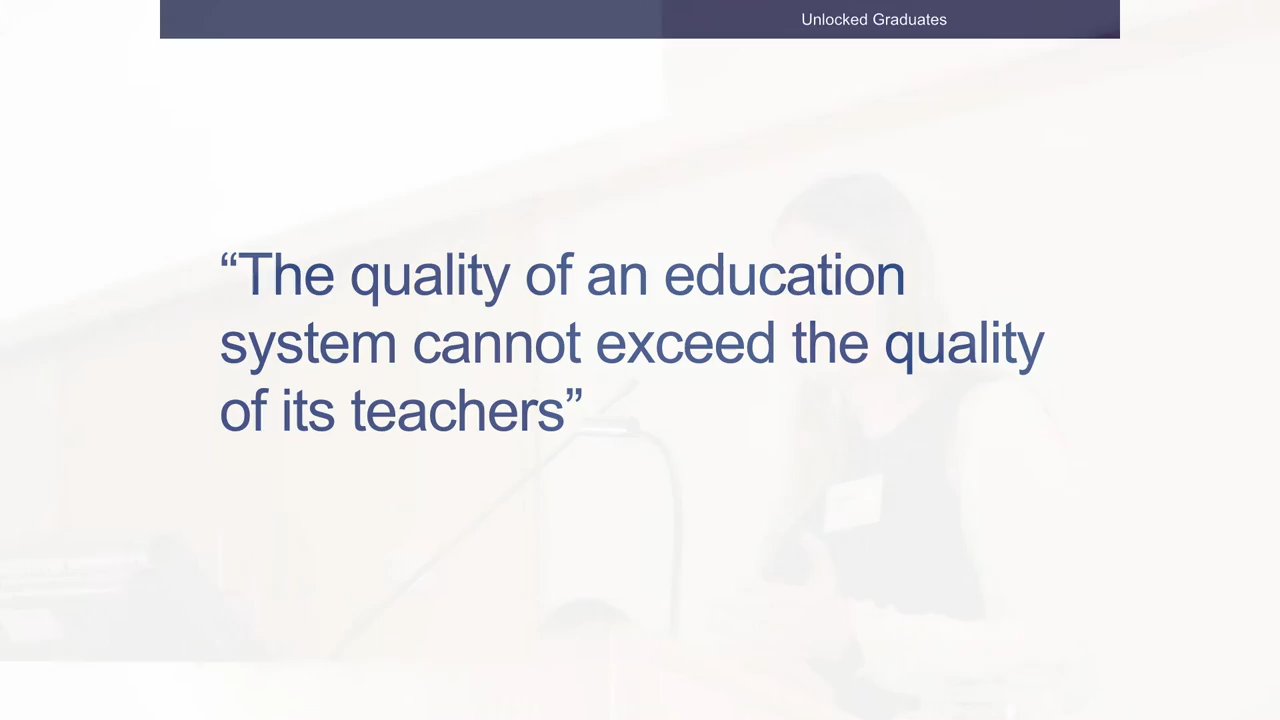 Unlocked Graduates
“The quality of an education
system cannot exceed the quality
of its teachers”